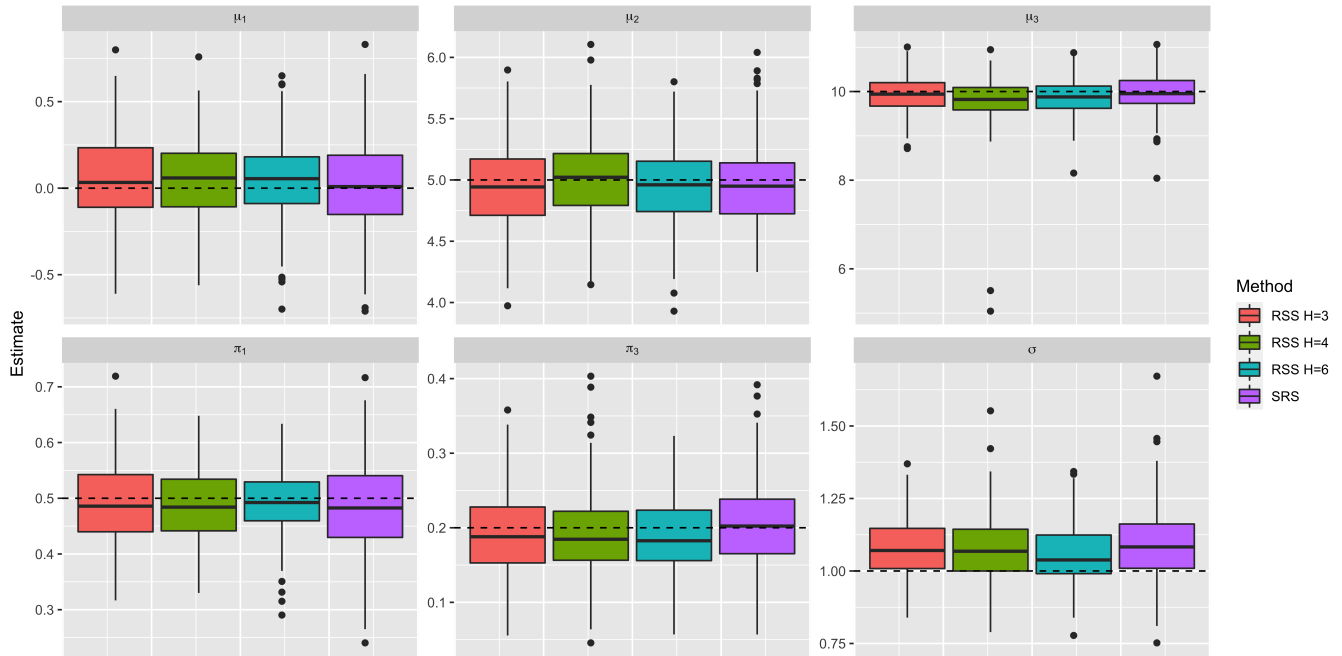 μ₁
μ₂
μ₃
0.5
0.0
-0.5
6.0
5.5
5.0
4.5
4.0
10
8
6
Estimate
π₁
π₃
σ
0.7
0.6
0.5
0.4
0.3
0.4
0.3
0.2
0.1
1.50
1.25
1.00
0.75
Method
RSS H=3
RSS H=4
RSS H=6
SRS